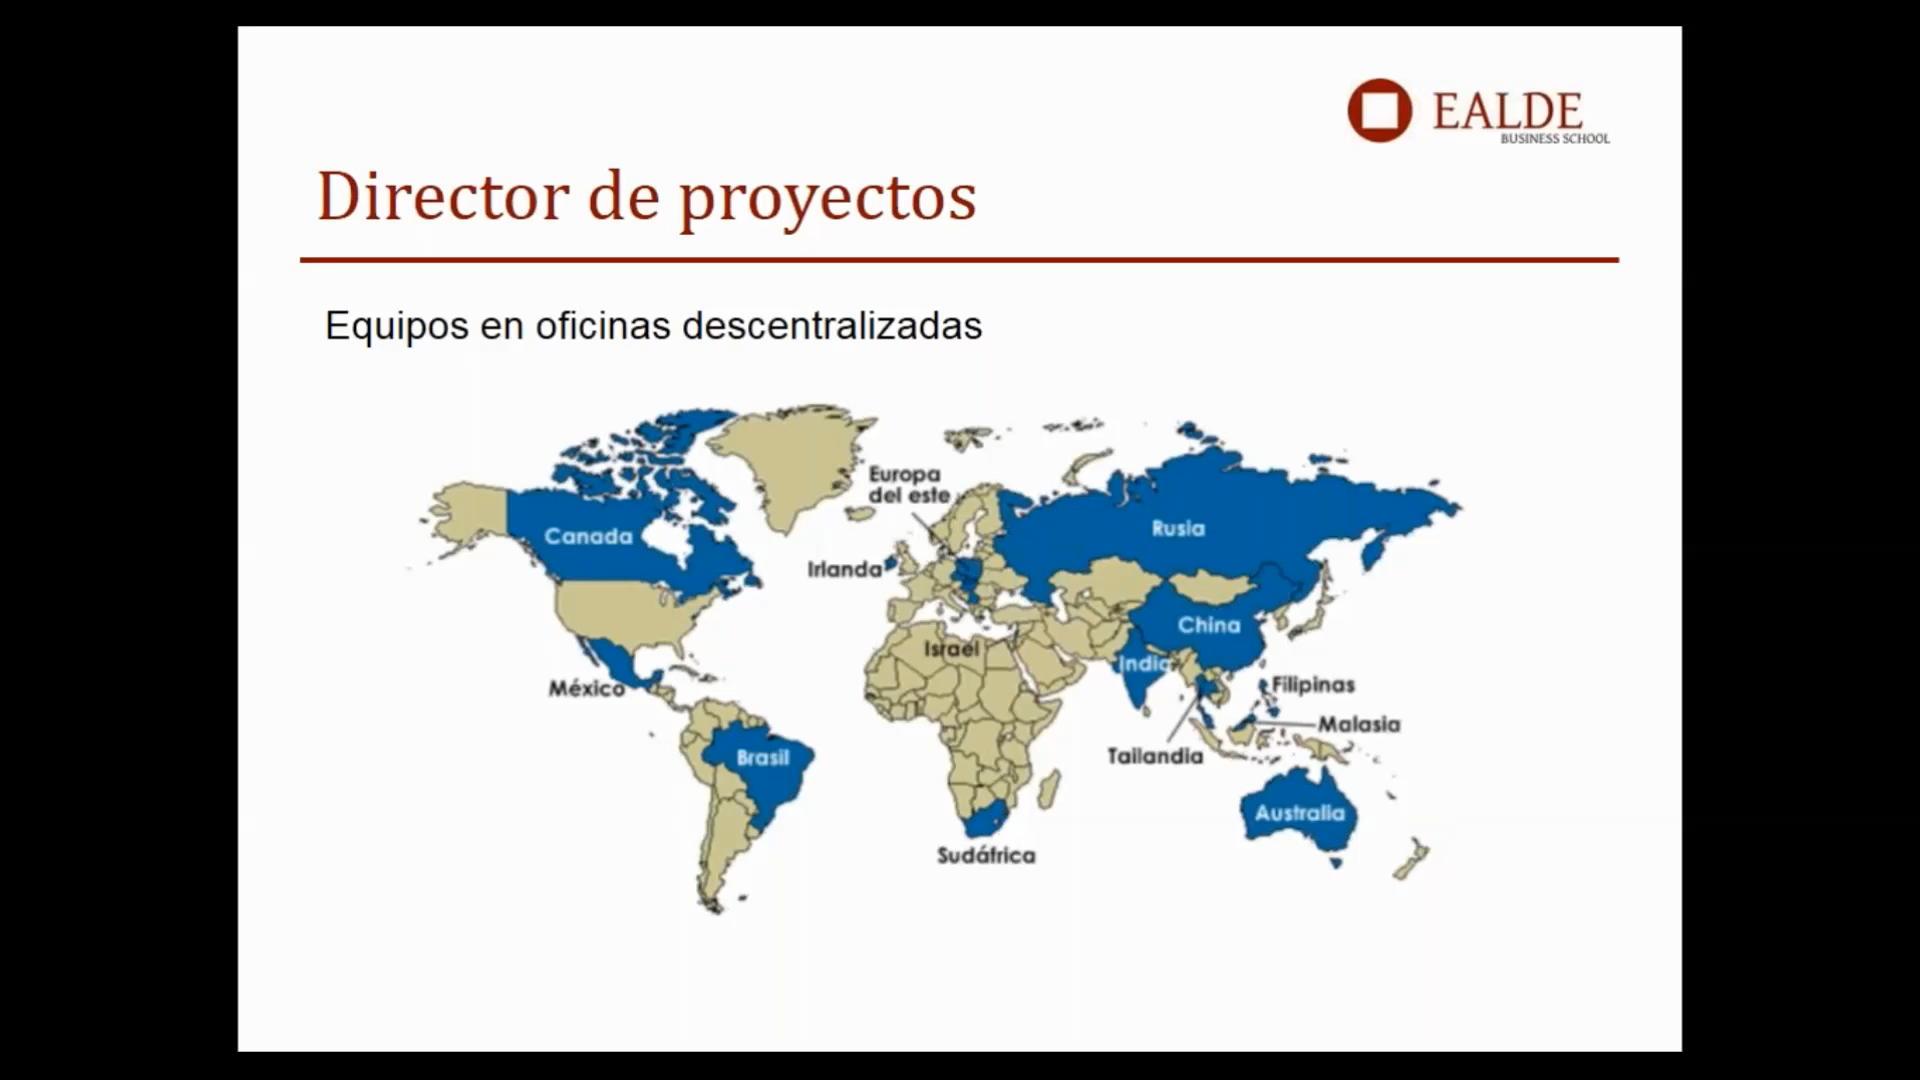 EALDE
BUSINESS SCHOOL
Director de proyectos
Equipos en oficinas descentralizadas
Europa
del este
Canada
Rusia
Irlanda
China
Israel
India
México
Filipinas
Malasia
Brasil
Tailandia
Australia
Sudáfrica